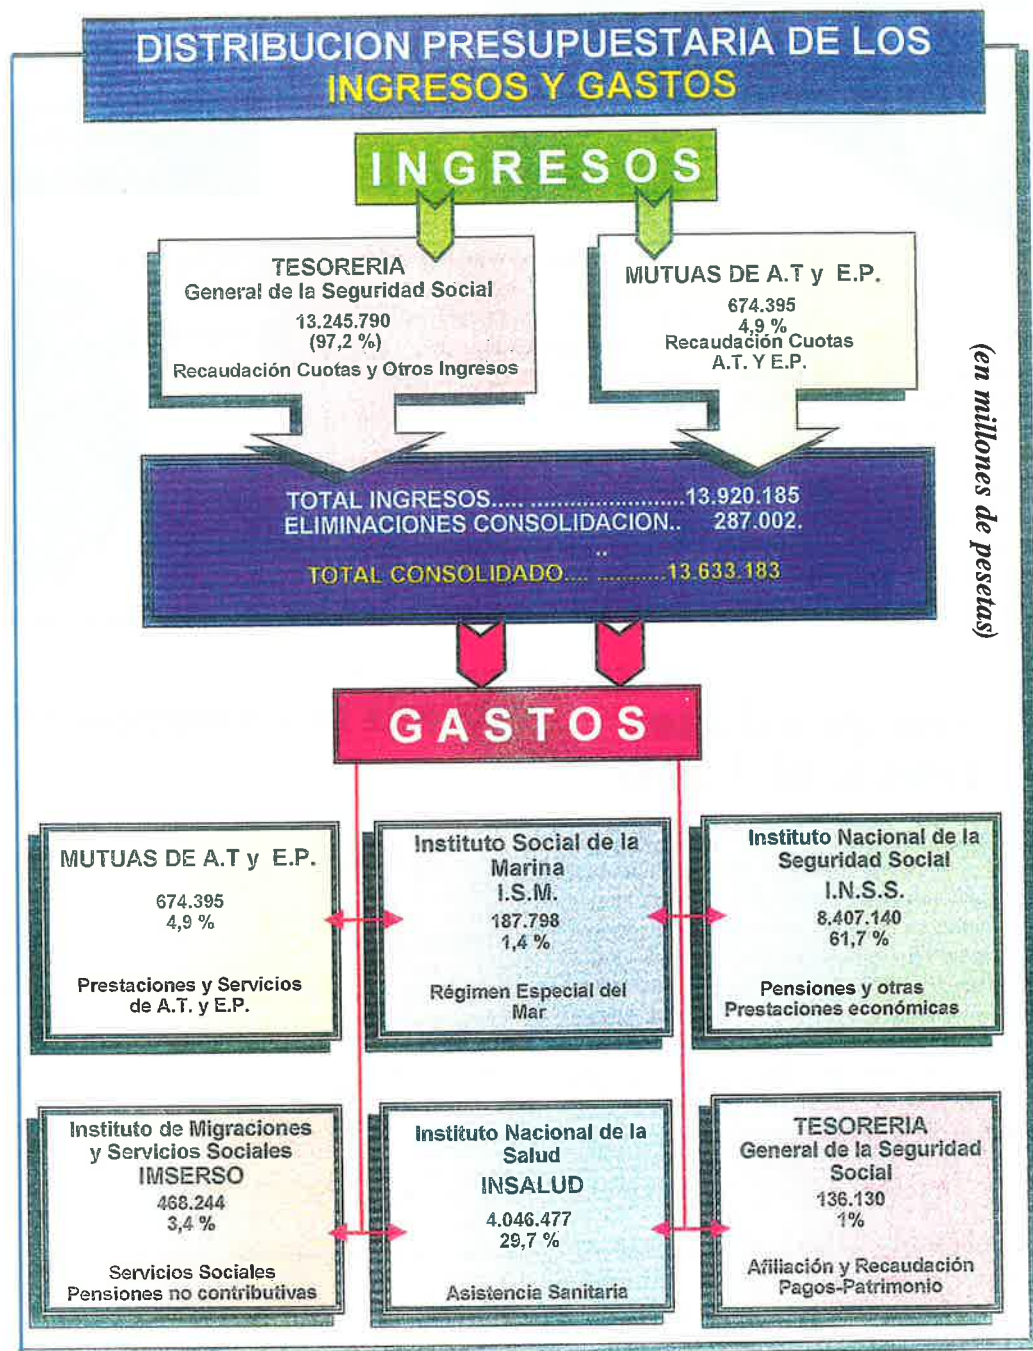 DISTRIBUCION PRESUPUESTARIA DE LOS
INGRESOS Y GASTOS
INGRESOS
TESORERIA
General de la Seguridad Social
13.245.790
(97,2 %)
Recaudación Cuotas y Otros Ingresos
MUTUAS DE A.T y E.P.
674.395
4,9 %
Recaudación Cuotas
A.T. Y E.P.
(en millones de pesetas)
TOTAL INGRESOS..... .......................13.920.185
ELIMINACIONES CONSOLIDACION.. 287.002.
..
TOTAL CONSOLIDADO.... ...........13.633.183
GASTOS
MUTUAS DE A.T y E.P.
674.395
4,9 %
Prestaciones y Servicios
de A.T. y E.P.
Instituto Social de la
Marina
I.S.M.
187.798
1,4 %
Régimen Especial del
Mar
Instituto Nacional de la
Seguridad Social
I.N.S.S.
8.407.140
61,7 %
Pensiones y otras
Prestaciones económicas
Instituto de Migraciones
y Servicios Sociales
IMSERSO
468.244
3,4 %
Servicios Sociales
Pensiones no contributivas
Instituto Nacional de la
Salud
INSALUD
4.046.477
29,7 %
Asistencia Sanitaria
TESORERIA
General de la Seguridad
Social
136.130
1%
Afiliación y Recaudación
Pagos-Patrimonio